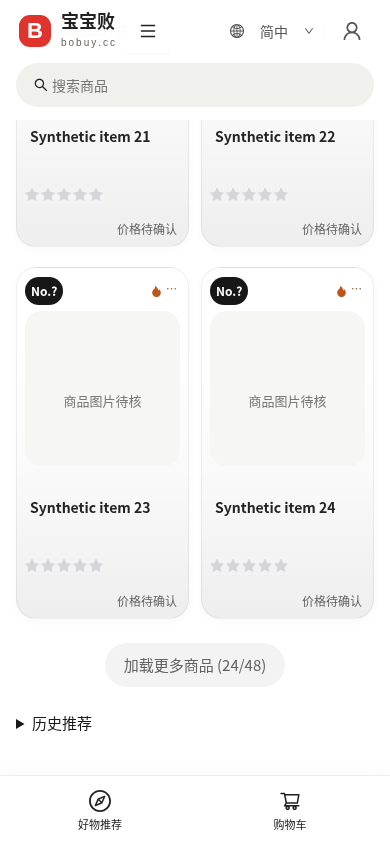 B 宝宝败
bobuy.cc
简中
搜索商品
Synthetic item 21
Synthetic item 22
价格待确认
价格待确认
No.?
...
No.?
...
商品图片待核
商品图片待核
Synthetic item 23
Synthetic item 24
价格待确认
价格待确认
加载更多商品 (24/48)
历史推荐
好物推荐
购物车